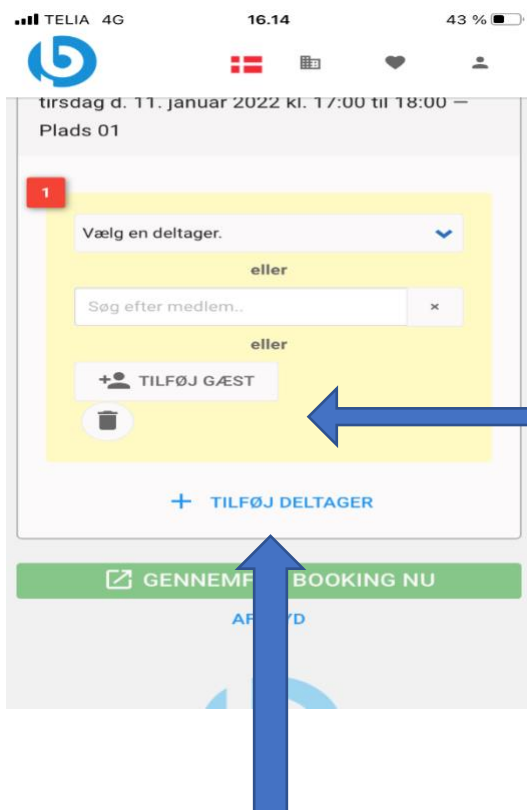 TELIA 4G 16.14 43 %
tirsdag d. 11. januar 2022 kl. 17:00 til 18:00 –
Plads 01
1
Vælg en deltager.
eller
Søg efter medlem.. ×
eller
TILFØJ GÆST
+ TILFØJ DELTAGER
BOOKING NU